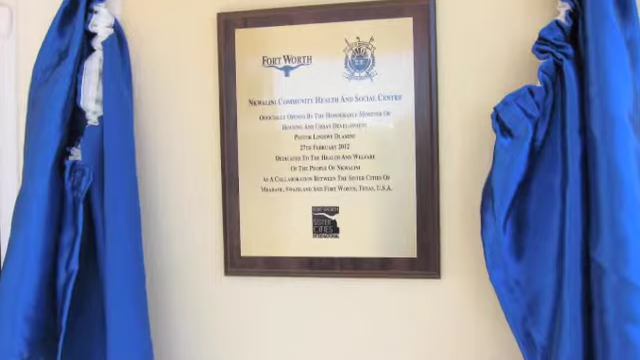 FORT WORTH
NKWALINI COMMUNITY HEALTH AND SOCIAL CENTRE
OFFICIALLY OPENED BY THE HONOURABLE MINISTER OF
HOUSING AND URBAN DEVELOPMENT
PASTOR LINDIWE DLAMINI
27TH FEBRUARY 2012
DEDICATED TO THE HEALTH AND WELFARE
OF THE PEOPLE OF NKWALINI
AS A COLLABORATION BETWEEN THE SISTER CITIES OF
MBABANE, SWAZILAND AND FORT WORTH, TEXAS, U.S.A.
FORT WORTH
SISTER
CITIES
INTERNATIONAL